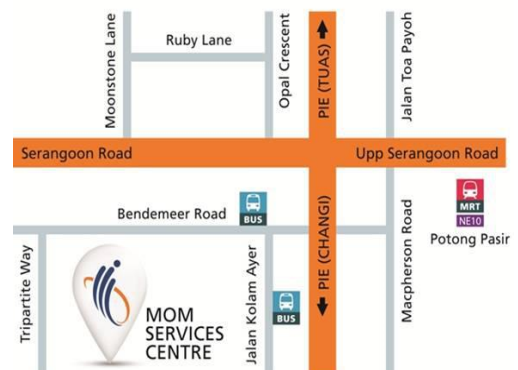 Moonstone Lane
Ruby Lane
Opal Crescent
PIE (TUAS)
Jalan Toa Payoh
Serangoon Road
Upp Serangoon Road
BUS
MRT
NE10
Potong Pasir
Bendemeer Road
Tripartite Way
MOM
SERVICES
CENTRE
Jalan Kolam Ayer
BUS
PIE (CHANGI)
Macpherson Road